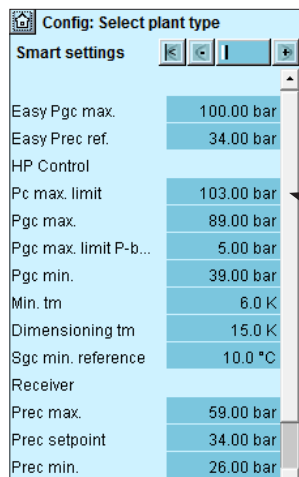 Config: Select plant type
Smart settings
Easy Pgc max. 100.00 bar
Easy Prec ref. 34.00 bar
HP Control
Pc max. limit 103.00 bar
Pgc max. 89.00 bar
Pgc max. limit P-b... 5.00 bar
Pgc min. 39.00 bar
Min. tm 6.0 K
Dimensioning tm 15.0 K
Sgc min. reference 10.0 °C
Receiver
Prec max. 59.00 bar
Prec setpoint 34.00 bar
Prec min. 26.00 bar